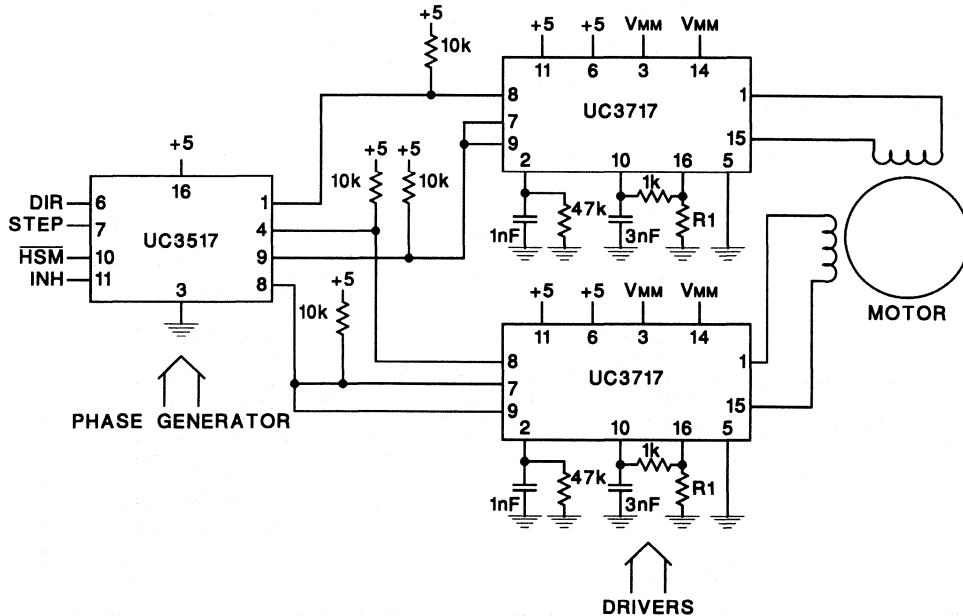 +5
10k
+5 +5 VMM VMM
11 6 3 14
8
7
9
UC3717
1
15
2 10 16 5
1k
1nF 47k 3nF R1
+5
16
DIR 6
STEP 7
HSM 10
INH 11
UC3517
1
4
9
8
3
+5 +5
10k 10k
+5
10k
PHASE GENERATOR
+5 +5 VMM VMM
11 6 3 14
8
7
9
UC3717
1
15
2 10 16 5
1k
1nF 47k 3nF R1
MOTOR
DRIVERS